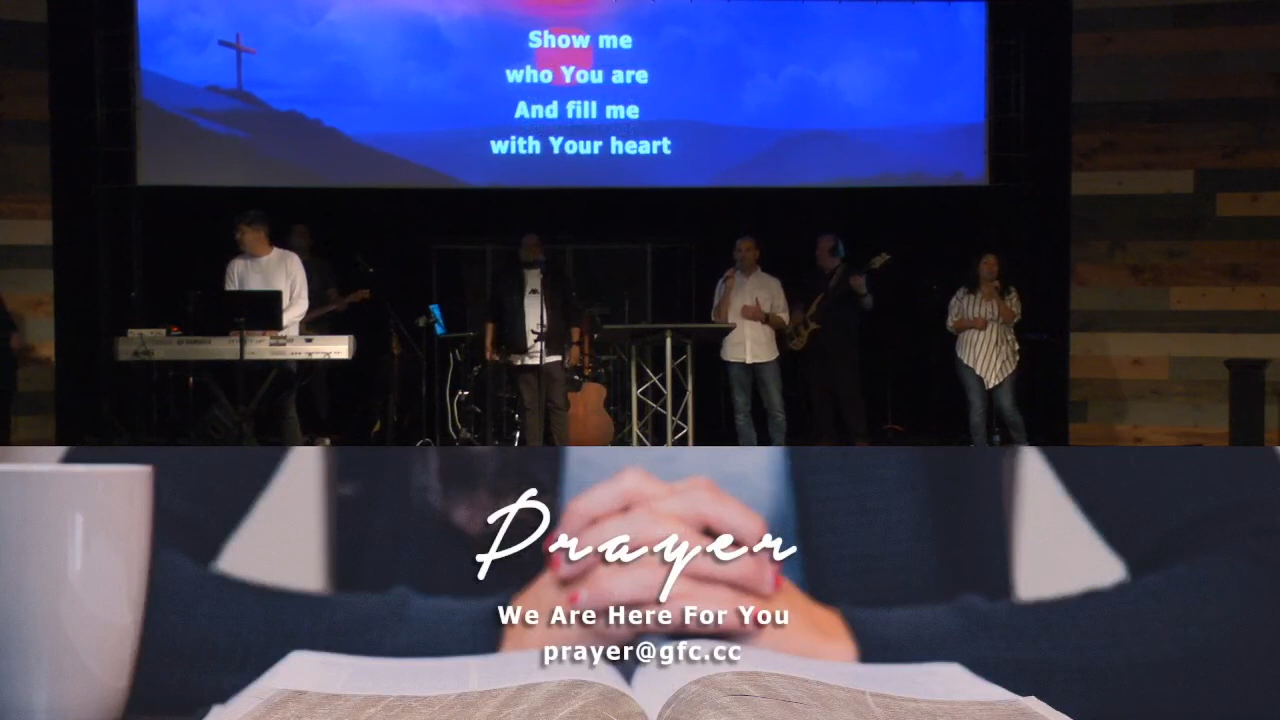 Show me
who You are
And fill me
with Your heart
Prayer
We Are Here For You
prayer@gfc.cc